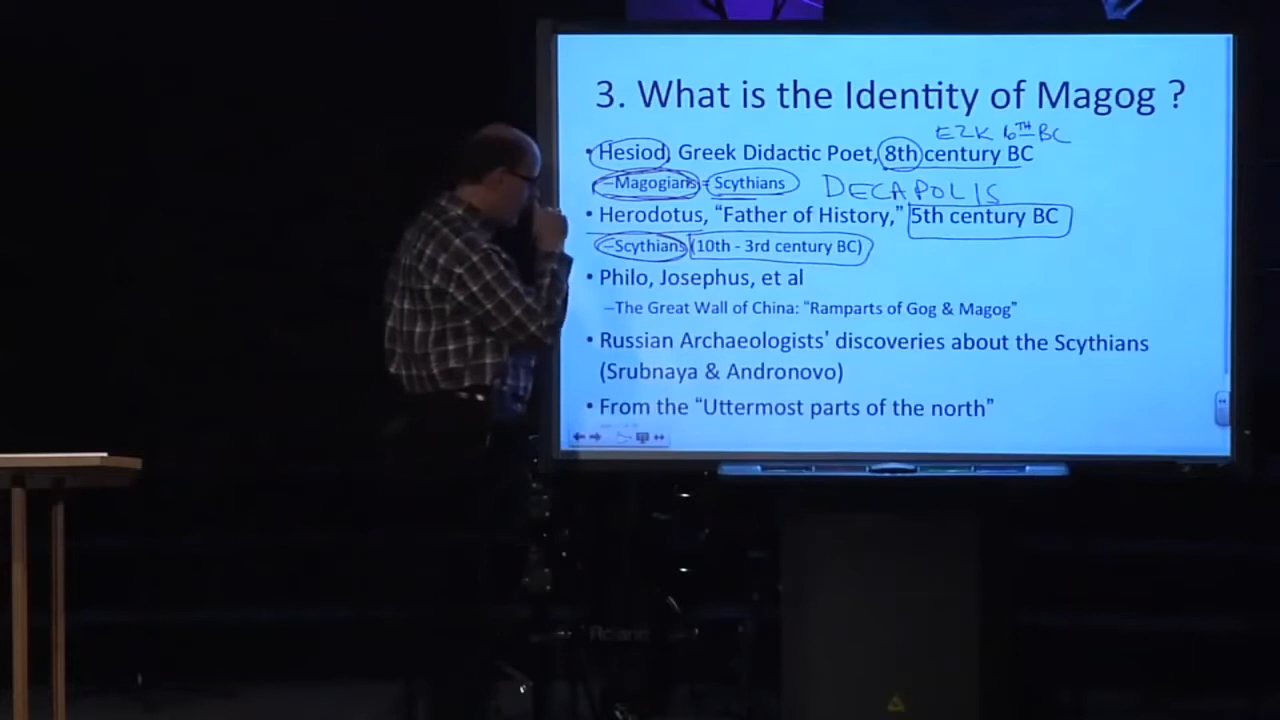 3. What is the Identity of Magog ?
EZK 6TH BC
• Hesiod, Greek Didactic Poet, 8th century BC
–Magogians = Scythians DECAPOLIS
• Herodotus, “Father of History,” 5th century BC
–Scythians (10th - 3rd century BC)
• Philo, Josephus, et al
–The Great Wall of China: “Ramparts of Gog & Magog”
• Russian Archaeologists’ discoveries about the Scythians
(Srubnaya & Andronovo)
• From the “Uttermost parts of the north”
Roland